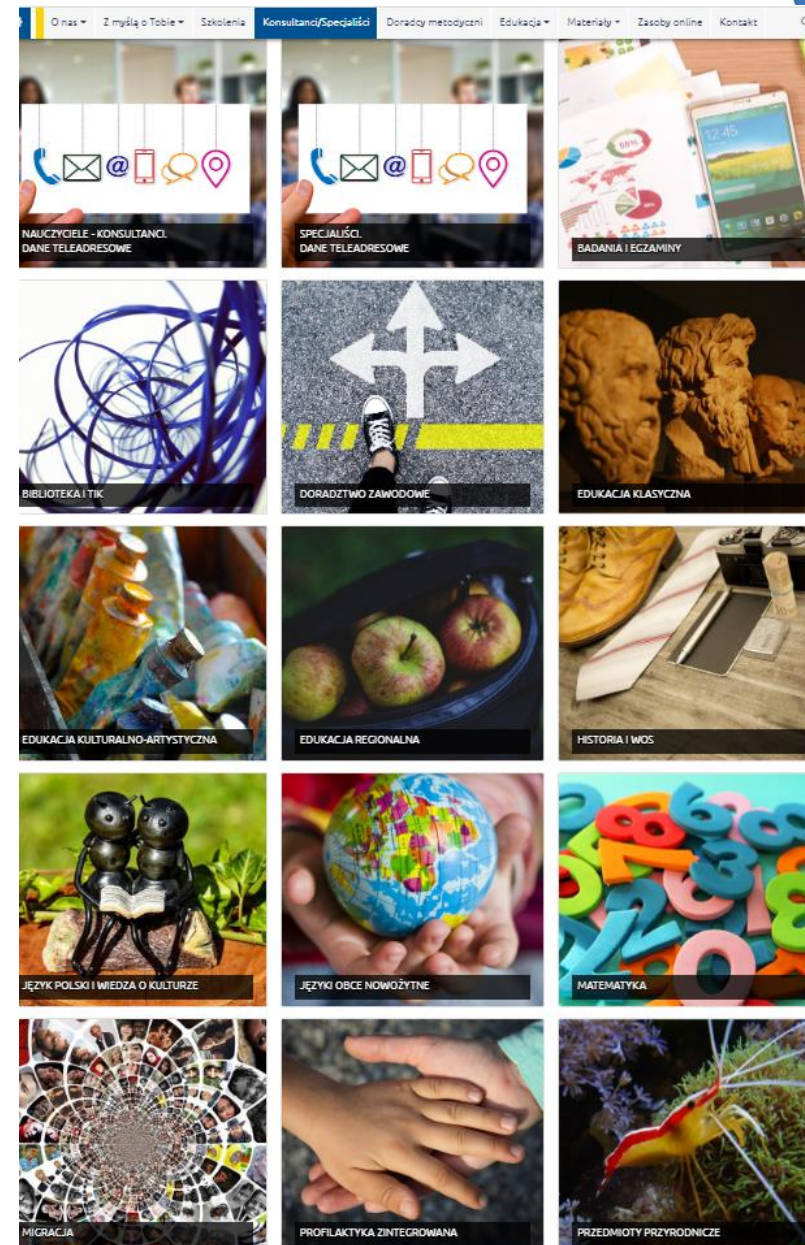 O nas Z myślą o Tobie Szkolenia Konsultanci/Specjaliści Doradcy metodyczni Edukacja Materiały Zasoby online Kontakt
NAUCZYCIELE - KONSULTANCI.
DANE TELEADRESOWE
SPECJALIŚCI.
DANE TELEADRESOWE
12:45
BADANIA I EGZAMINY
BIBLIOTEKA I TIK
DORADZTWO ZAWODOWE
EDUKACJA KLASYCZNA
EDUKACJA KULTURALNO-ARTYSTYCZNA
EDUKACJA REGIONALNA
HISTORIA I WOS
JĘZYK POLSKI I WIEDZA O KULTURZE
JĘZYKI OBCE NOWOŻYTNE
MATEMATYKA
MIGRACJA
PROFILAKTYKA ZINTEGROWANA
PRZEDMIOTY PRZYRODNICZE